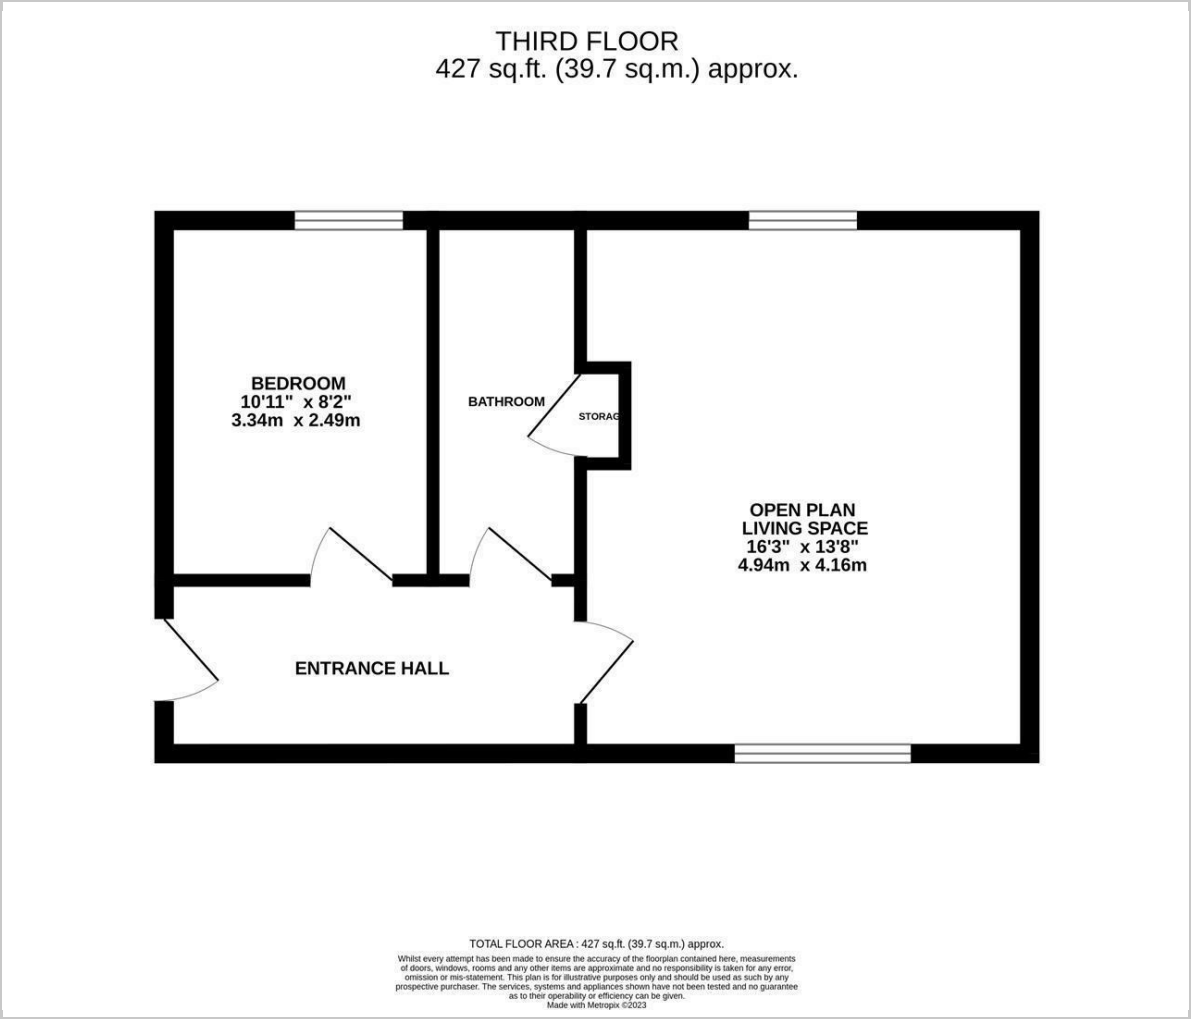 THIRD FLOOR
427 sq.ft. (39.7 sq.m.) approx.
BEDROOM
10'11" x 8'2"
3.34m x 2.49m
BATHROOM
STORAG
OPEN PLAN
LIVING SPACE
16'3" x 13'8"
4.94m x 4.16m
ENTRANCE HALL
TOTAL FLOOR AREA : 427 sq.ft. (39.7 sq.m.) approx.
Whilst every attempt has been made to ensure the accuracy of the floorplan contained here, measurements
of doors, windows, rooms and any other items are approximate and no responsibility is taken for any error,
omission or mis-statement. This plan is for illustrative purposes only and should be used as such by any
prospective purchaser. The services, systems and appliances shown have not been tested and no guarantee
as to their operability or efficiency can be given.
Made with Metropix ©2023